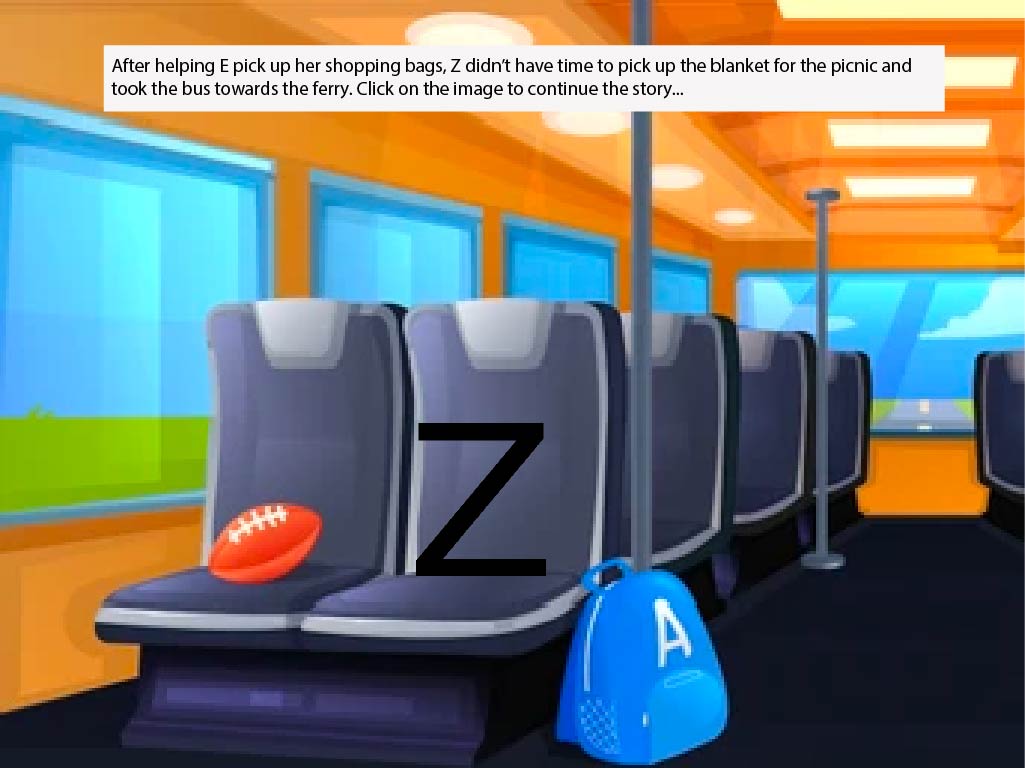 After helping E pick up her shopping bags, Z didn’t have time to pick up the blanket for the picnic and
took the bus towards the ferry. Click on the image to continue the story...
Z
A